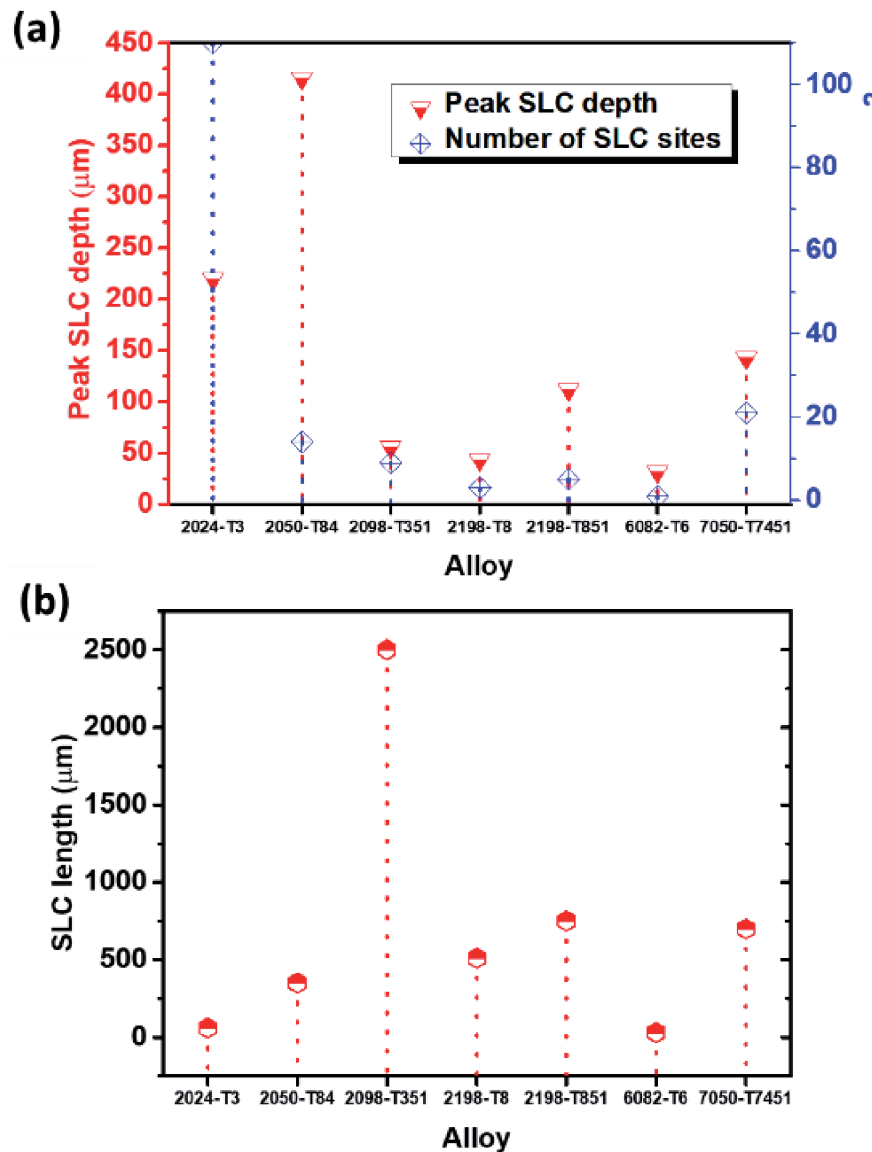 (a)
Peak SLC depth (μm)
450
400
350
300
250
200
150
100
50
0
Peak SLC depth
Number of SLC sites
100
80
60
40
20
0
2024-T3 2050-T84 2098-T351 2198-T8 2198-T851 6082-T6 7050-T7451
Alloy
(b)
SLC length (μm)
2500
2000
1500
1000
500
0
2024-T3 2050-T84 2098-T351 2198-T8 2198-T851 6082-T6 7050-T7451
Alloy